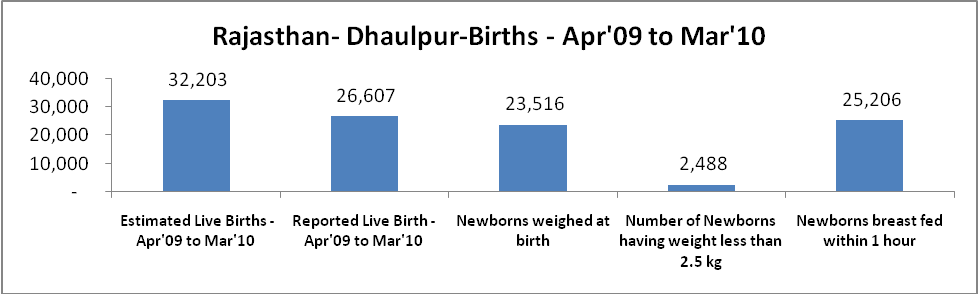 Rajasthan- Dhaulpur-Births - Apr'09 to Mar'10
40,000
30,000
20,000
10,000
-
32,203
26,607
23,516
2,488
25,206
Estimated Live Births -
Apr'09 to Mar'10
Reported Live Birth -
Apr'09 to Mar'10
Newborns weighed at
birth
Number of Newborns
having weight less than
2.5 kg
Newborns breast fed
within 1 hour